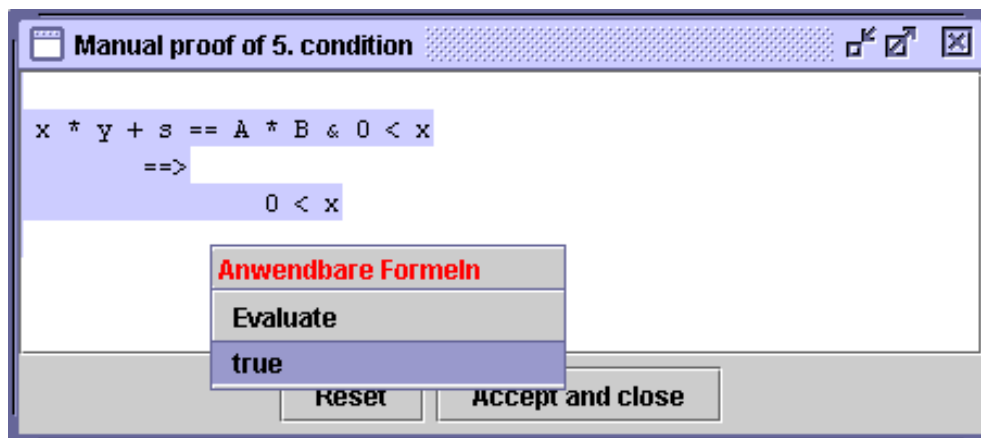 Manual proof of 5. condition
x * y + s == A * B & 0 < x
==>
0 < x
Anwendbare Formeln
Evaluate
true
Reset Accept and close